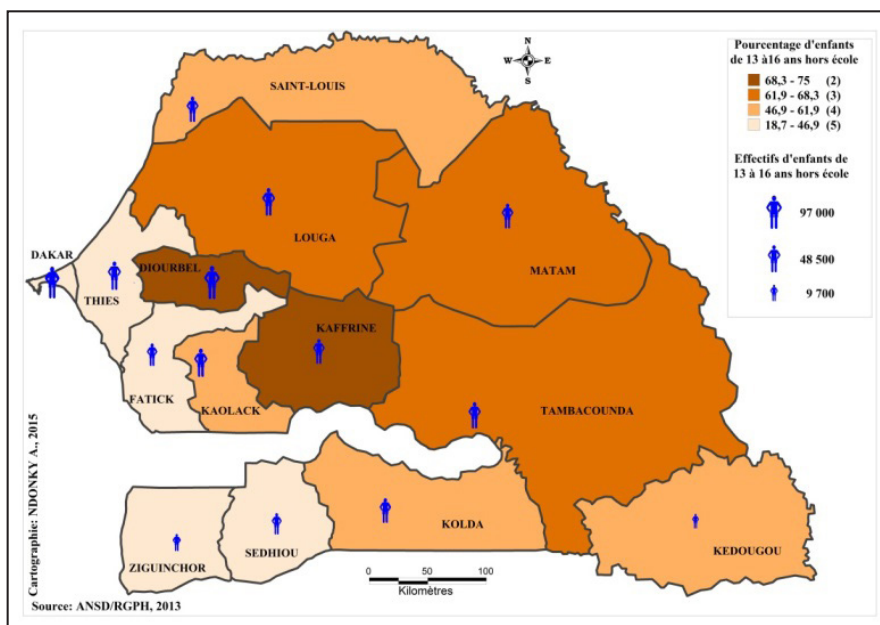 N
W E
S
Pourcentage d'enfants
de 13 à16 ans hors école
68,3 - 75 (2)
61,9 - 68,3 (3)
46,9 - 61,9 (4)
18,7 - 46,9 (5)
Effectifs d'enfants de
13 à 16 ans hors école
97 000
48 500
9 700
SAINT-LOUIS
LOUGA
MATAM
DAKAR
THIES
DIOURBEL
KAFFRINE
FATICK
KAOLACK
TAMBACOUNDA
ZIGUINCHOR
SEDHIOU
KOLDA
KEDOUGOU
0 50 100
Kilomètres
Cartographie: NDONKY A., 2015
Source: ANSD/RGPH, 2013